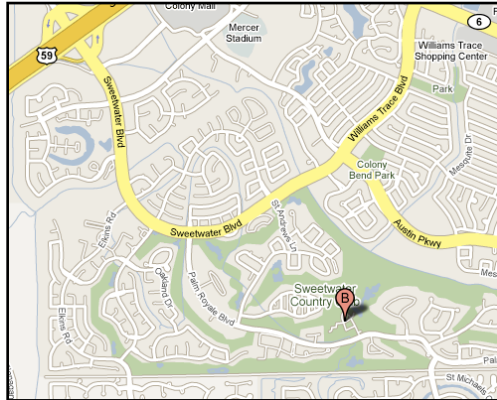 Colony Mall
Mercer
Stadium
6
59
Williams Trace
Shopping Center
Sweetwater Blvd
Williams Trace Blvd
Park
Mesquite Dr
Colony
Bend Park
Elkins Rd
Sweetwater Blvd
St Andrews Ln
Austin Pkwy
Oakland Dr
Palm Royale Blvd
Sweetwater
Country
B
Elkins Rd
St Michaels